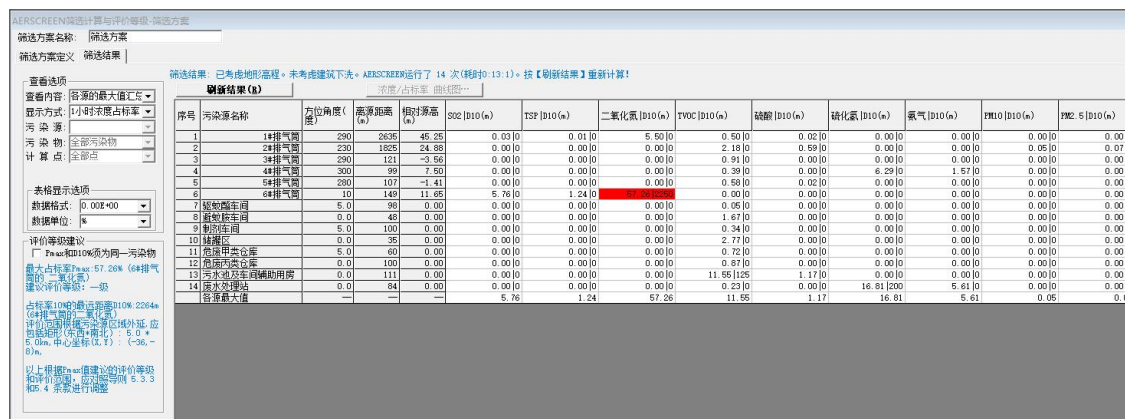 AERSCREEN筛选计算与评价等级-筛选方案
筛选方案名称: 筛选方案
筛选方案定义 筛选结果
筛选结果: 已考虑地形高程。未考虑建筑下洗。AERSCREEN运行了 14 次(耗时0:13:1)。按【刷新结果】重新计算!
刷新结果(R) 浓度/占标率 曲线图…
查看选项
查看内容: 各源的最大值汇总
显示方式: 1小时浓度占标率
污 染 源:
污 染 物: 全部污染物
计 算 点: 全部点
表格显示选项
数据格式: 0.00E+00
数据单位: %
评价等级建议
Pmax和D10%须为同一污染物
最大占标率Pmax:57.26% (6#排气筒的 二氧化氮)
建议评价等级: 一级
占标率10%的最远距离D10%:2264m (6#排气筒的二氧化氮)
评价范围根据污染源区域外延,应包括矩形(东西*南北): 5.0 * 5.0km,中心坐标(X,Y): (-36,-8)m。
以上根据Pmax值建议的评价等级和评价范围,应对照导则 5.3.3 和5.4 条款进行调整
序号 污染源名称 方位角度(度) 离源距离(m) 相对源高(m) SO2|D10(m) TSP|D10(m) 二氧化氮|D10(m) TVOC|D10(m) 硫酸|D10(m) 硫化氢|D10(m) 氨气|D10(m) PM10|D10(m) PM2.5|D10(m)
1 1#排气筒 290 2635 45.25 0.03|0 0.01|0 5.50|0 0.50|0 0.02|0 0.00|0 0.00|0 0.00|0 0.00
2 2#排气筒 230 1825 24.88 0.00|0 0.00|0 0.00|0 2.18|0 0.59|0 0.00|0 0.00|0 0.05|0 0.07
3 3#排气筒 290 121 -3.56 0.00|0 0.00|0 0.00|0 0.91|0 0.00|0 0.00|0 0.00|0 0.00|0 0.00
4 4#排气筒 300 99 7.50 0.00|0 0.00|0 0.00|0 0.39|0 0.00|0 6.29|0 1.57|0 0.00|0 0.00
5 5#排气筒 280 107 -1.41 0.00|0 0.00|0 0.00|0 0.58|0 0.02|0 0.00|0 0.00|0 0.00|0 0.00
6 6#排气筒 10 149 11.65 5.76|0 1.24|0 57.26|2250 0.00|0 0.00|0 0.00|0 0.00|0 0.00|0 0.00
7 驱蚊酯车间 5.0 98 0.00 0.00|0 0.00|0 0.00|0 0.05|0 0.00|0 0.00|0 0.00|0 0.00|0 0.00
8 避蚊胺车间 0.0 48 0.00 0.00|0 0.00|0 0.00|0 1.67|0 0.00|0 0.00|0 0.00|0 0.00|0 0.00
9 制剂车间 5.0 100 0.00 0.00|0 0.00|0 0.00|0 0.34|0 0.00|0 0.00|0 0.00|0 0.00|0 0.00
10 储罐区 0.0 35 0.00 0.00|0 0.00|0 0.00|0 2.77|0 0.00|0 0.00|0 0.00|0 0.00|0 0.00
11 危废甲类仓库 5.0 60 0.00 0.00|0 0.00|0 0.00|0 0.72|0 0.00|0 0.00|0 0.00|0 0.00|0 0.00
12 危废丙类仓库 0.0 100 0.00 0.00|0 0.00|0 0.00|0 0.87|0 0.00|0 0.00|0 0.00|0 0.00|0 0.00
13 污水池及车间辅助用房 0.0 111 0.00 0.00|0 0.00|0 0.00|0 11.55|125 1.17|0 0.00|0 0.00|0 0.00|0 0.00
14 废水处理站 0.0 84 0.00 0.00|0 0.00|0 0.00|0 0.23|0 0.00|0 16.81|200 5.61|0 0.00|0 0.00
各源最大值 — — — 5.76 1.24 57.26 11.55 1.17 16.81 5.61 0.05